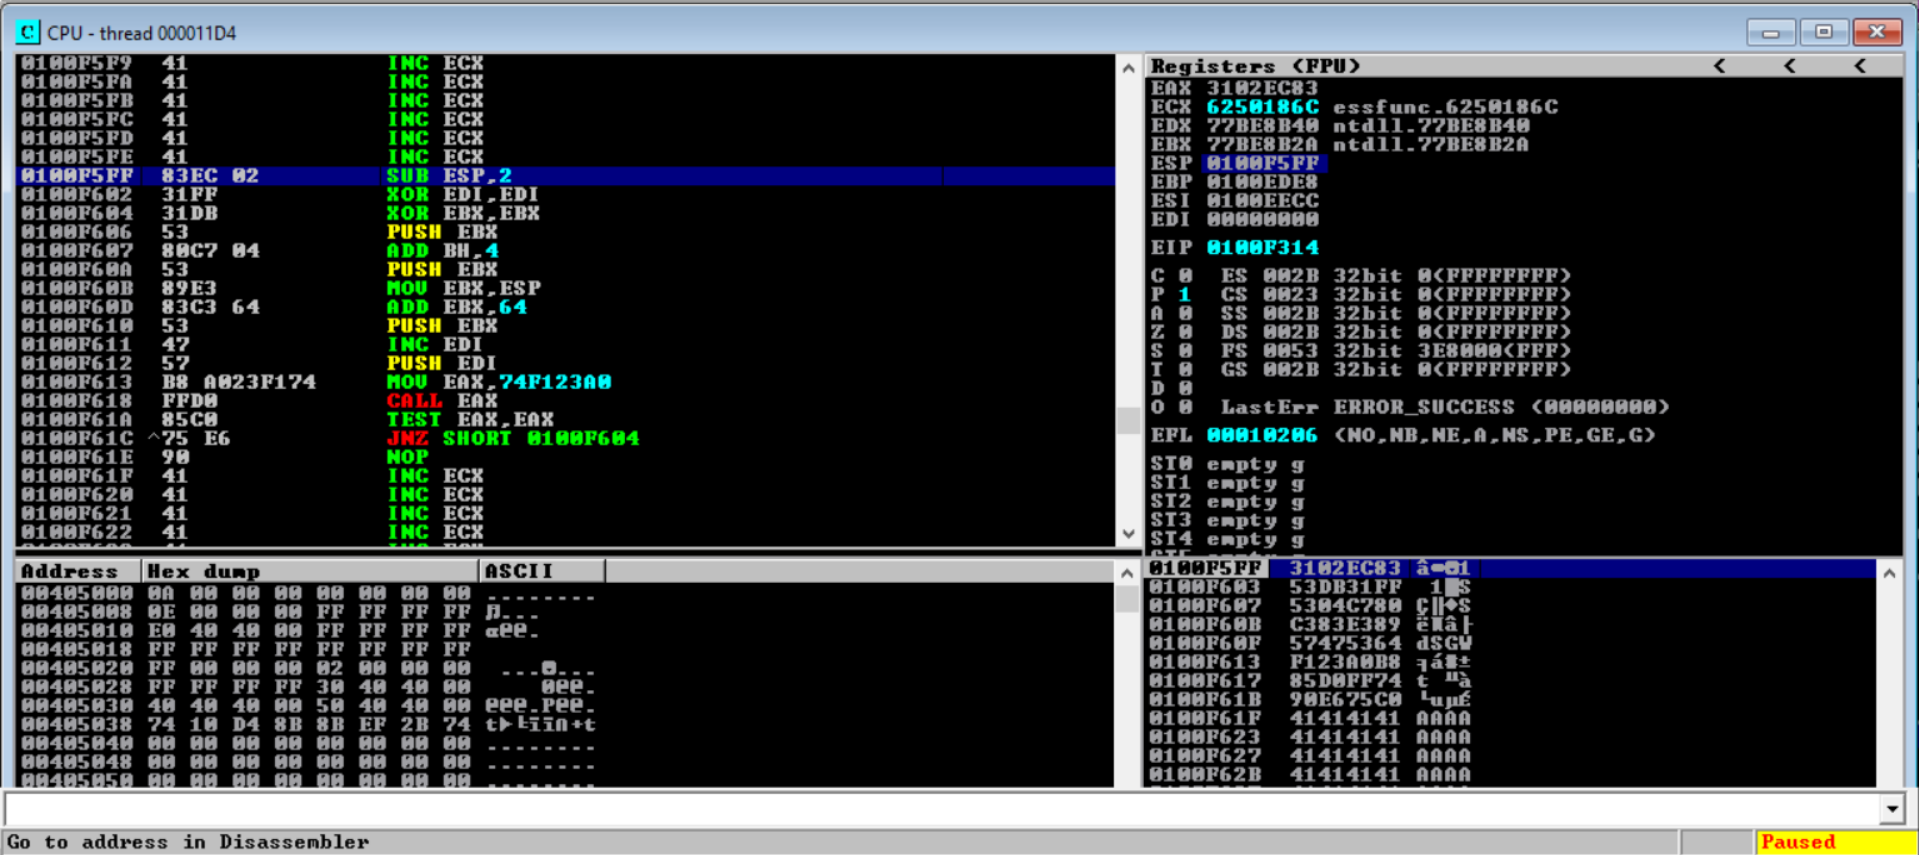 CPU - thread 000011D4
0100F5F9 41 INC ECX
0100F5FA 41 INC ECX
0100F5FB 41 INC ECX
0100F5FC 41 INC ECX
0100F5FD 41 INC ECX
0100F5FE 41 INC ECX
0100F5FF 83EC 02 SUB ESP,2
0100F602 31FF XOR EDI,EDI
0100F604 31DB XOR EBX,EBX
0100F606 53 PUSH EBX
0100F607 80C7 04 ADD BH,4
0100F60A 53 PUSH EBX
0100F60B 89E3 MOV EBX,ESP
0100F60D 83C3 64 ADD EBX,64
0100F610 53 PUSH EBX
0100F611 47 INC EDI
0100F612 57 PUSH EDI
0100F613 B8 A023F174 MOV EAX,74F123A0
0100F618 FFD0 CALL EAX
0100F61A 85C0 TEST EAX,EAX
0100F61C ^75 E6 JNZ SHORT 0100F604
0100F61E 90 NOP
0100F61F 41 INC ECX
0100F620 41 INC ECX
0100F621 41 INC ECX
0100F622 41 INC ECX
Registers (FPU) < < <
EAX 3102EC83
ECX 6250186C essfunc.6250186C
EDX 77BE8B40 ntdll.77BE8B40
EBX 77BE8B2A ntdll.77BE8B2A
ESP 0100F5FF
EBP 0100EDE8
ESI 0100EECC
EDI 00000000
EIP 0100F314
C 0 ES 002B 32bit 0(FFFFFFFF)
P 1 CS 0023 32bit 0(FFFFFFFF)
A 0 SS 002B 32bit 0(FFFFFFFF)
Z 0 DS 002B 32bit 0(FFFFFFFF)
S 0 FS 0053 32bit 3E8000(FFF)
T 0 GS 002B 32bit 0(FFFFFFFF)
D 0
O 0 LastErr ERROR_SUCCESS (00000000)
EFL 00010206 (NO,NB,NE,A,NS,PE,GE,G)
ST0 empty g
ST1 empty g
ST2 empty g
ST3 empty g
ST4 empty g
Address Hex dump ASCII
00405000 0A 00 00 00 00 00 00 00 ........
00405008 0E 00 00 00 FF FF FF FF ♫...
00405010 E0 40 40 00 FF FF FF FF α@@.
00405018 FF FF FF FF FF FF FF FF
00405020 FF 00 00 00 02 00 00 00 ...☻...
00405028 FF FF FF FF 30 40 40 00 0@@.
00405030 40 40 40 00 50 40 40 00 @@@.P@@.
00405038 74 10 D4 8B 8B EF 2B 74 t►╘ïï∩+t
00405040 00 00 00 00 00 00 00 00 ........
00405048 00 00 00 00 00 00 00 00 ........
00405050 00 00 00 00 00 00 00 00 ........
0100F5FF 3102EC83 â∞☻1
0100F603 53DB31FF 1█S
0100F607 5304C780 Ç╟♦S
0100F60B C383E389 ëπâ├
0100F60F 57475364 dSGW
0100F613 F123A0B8 ╕á#±
0100F617 85D0FF74 t ╨à
0100F61B 90E675C0 └uµÉ
0100F61F 41414141 AAAA
0100F623 41414141 AAAA
0100F627 41414141 AAAA
0100F62B 41414141 AAAA
Go to address in Disassembler
Paused